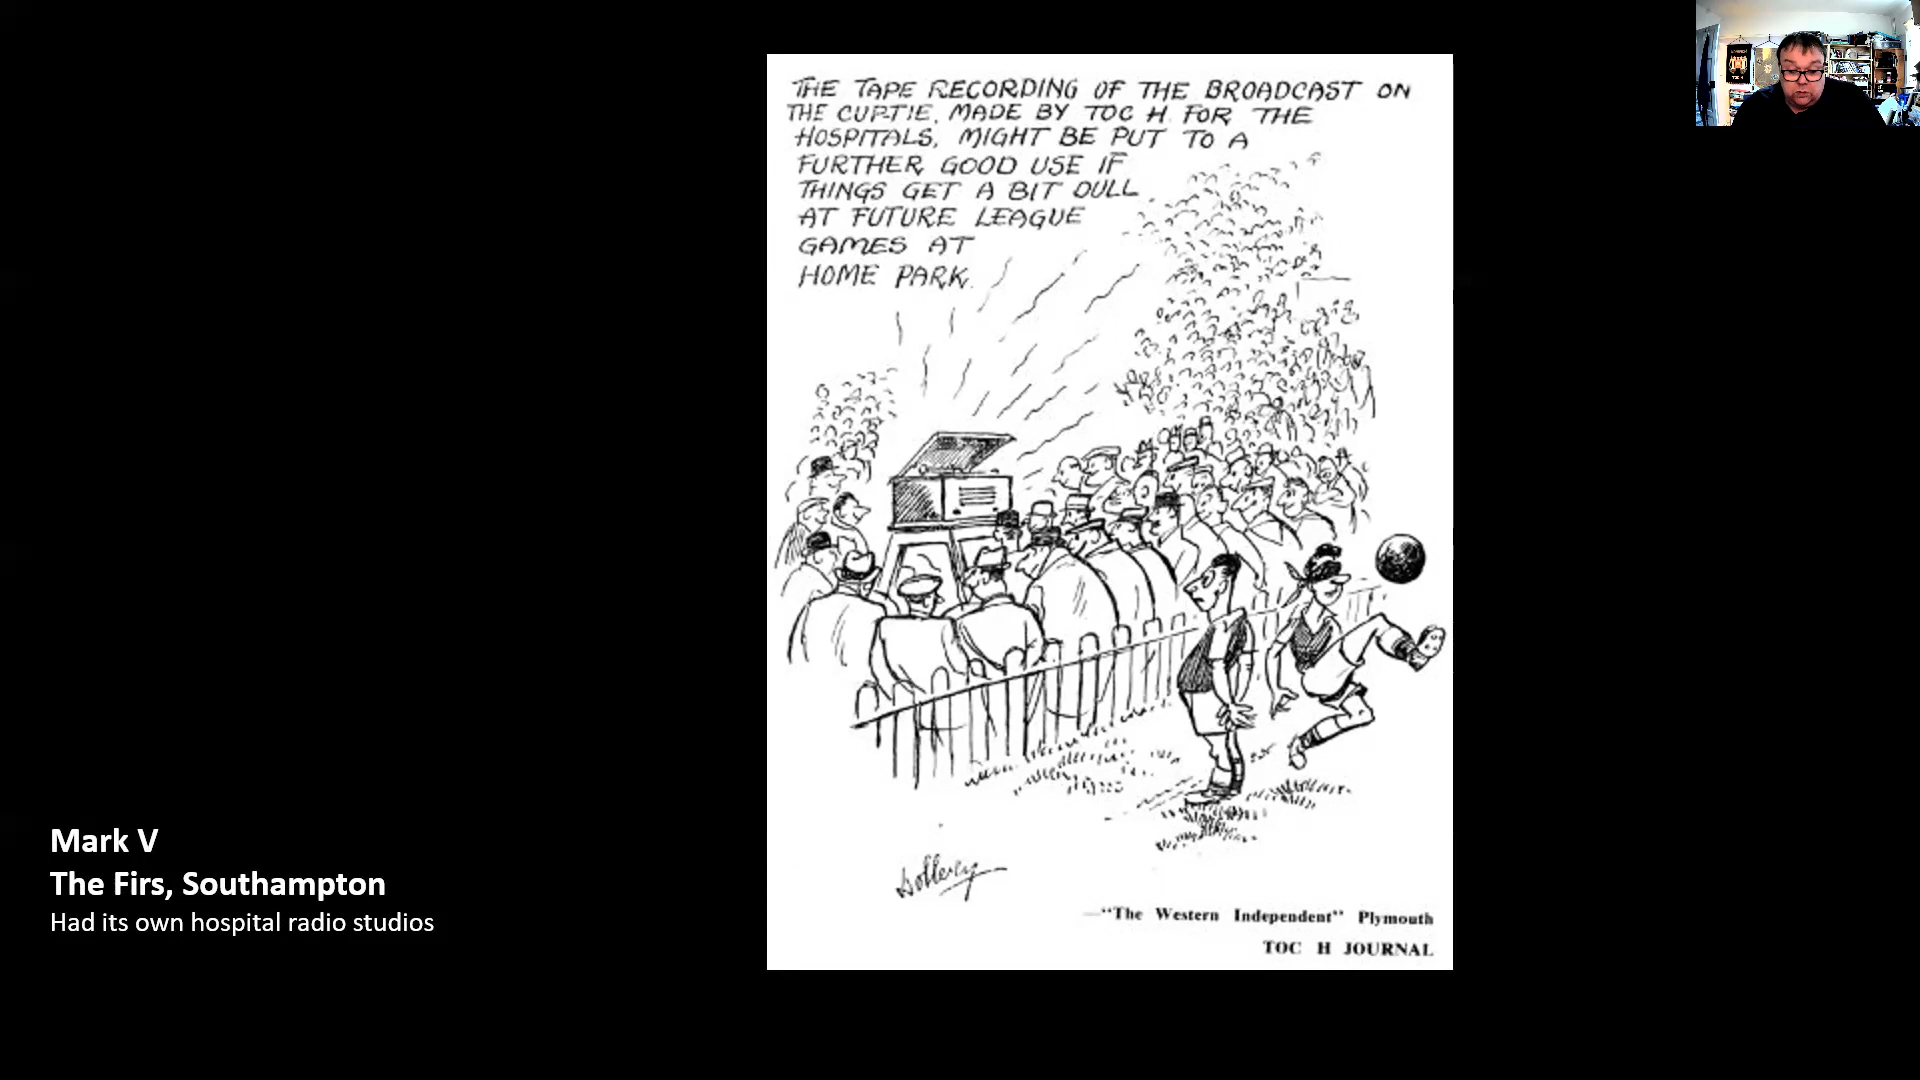 THE TAPE RECORDING OF THE BROADCAST ON
THE CUP-TIE, MADE BY TOC H FOR THE
HOSPITALS, MIGHT BE PUT TO A
FURTHER GOOD USE IF
THINGS GET A BIT DULL
AT FUTURE LEAGUE
GAMES AT
HOME PARK.
—"The Western Independent" Plymouth
TOC H JOURNAL
Mark V
The Firs, Southampton
Had its own hospital radio studios